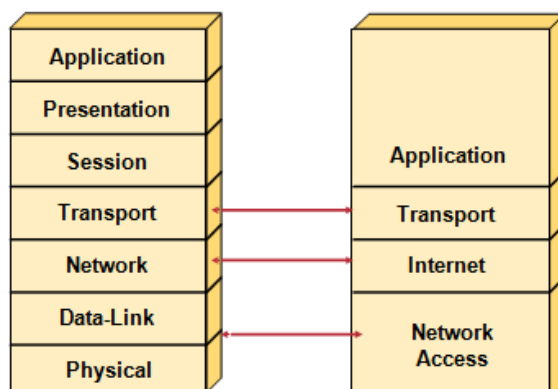 Application
Presentation
Session
Transport
Network
Data-Link
Physical
Application
Transport
Internet
Network
Access